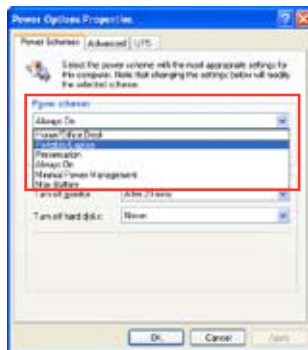 Power Options Properties
Power Schemes Advanced UPS
Select the power scheme with the most appropriate settings for
this computer. Note that changing the settings below will modify
the selected scheme.
Power schemes
Always On
Home/Office Desk
Portable/Laptop
Presentation
Always On
Minimal Power Management
Max Battery
Turn off monitor: After 20 mins
Turn off hard disks: Never
OK Cancel Apply